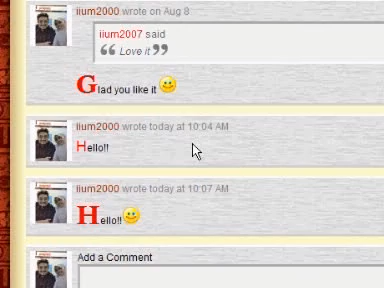 iium2000 wrote on Aug 8
iium2007 said
“ Love it ”
Glad you like it
iium2000 wrote today at 10:04 AM
Hello!!
iium2000 wrote today at 10:07 AM
Hello!!
Add a Comment